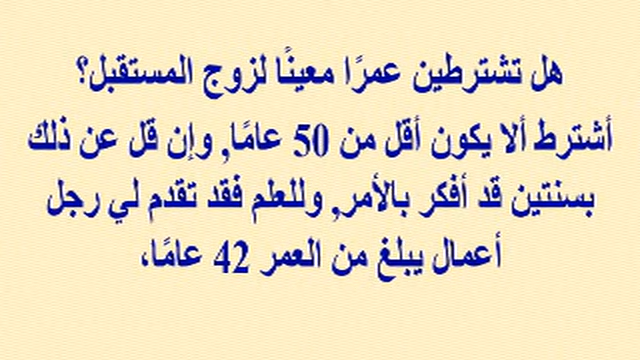 هل تشترطين عمرًا معينًا لزوج المستقبل؟
أشترط ألا يكون أقل من 50 عامًا, وإن قل عن ذلك
بسنتين قد أفكر بالأمر, وللعلم فقد تقدم لي رجل
أعمال يبلغ من العمر 42 عامًا،